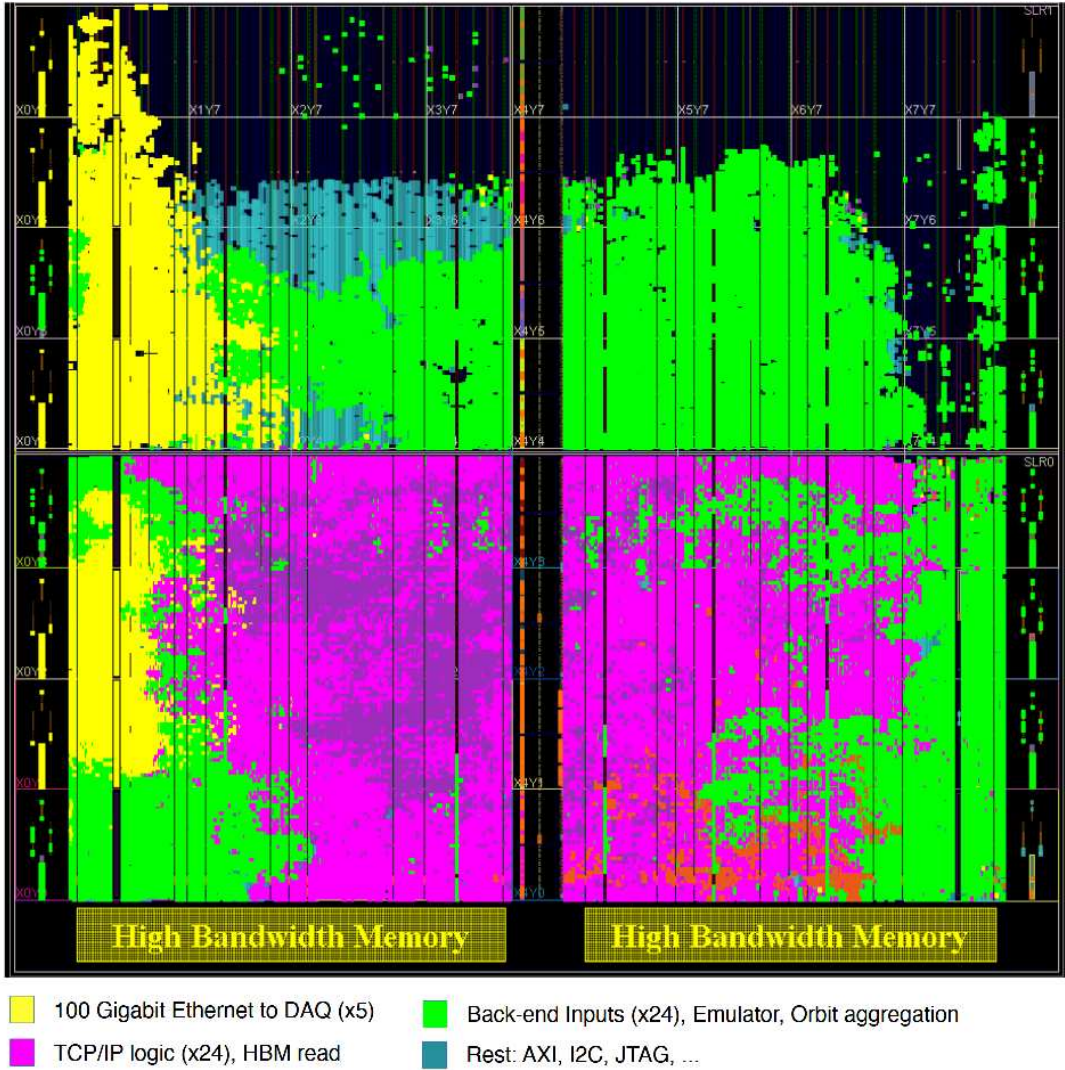 SLR1
X1Y7 X2Y7 X3Y7 X4Y7 X5Y7 X6Y7 X7Y7
X4Y6 X7Y6
X4Y5 X7Y5
X4Y4
SLR0
X4Y1
X4Y0
High Bandwidth Memory High Bandwidth Memory
100 Gigabit Ethernet to DAQ (x5) Back-end Inputs (x24), Emulator, Orbit aggregation
TCP/IP logic (x24), HBM read Rest: AXI, I2C, JTAG, ...